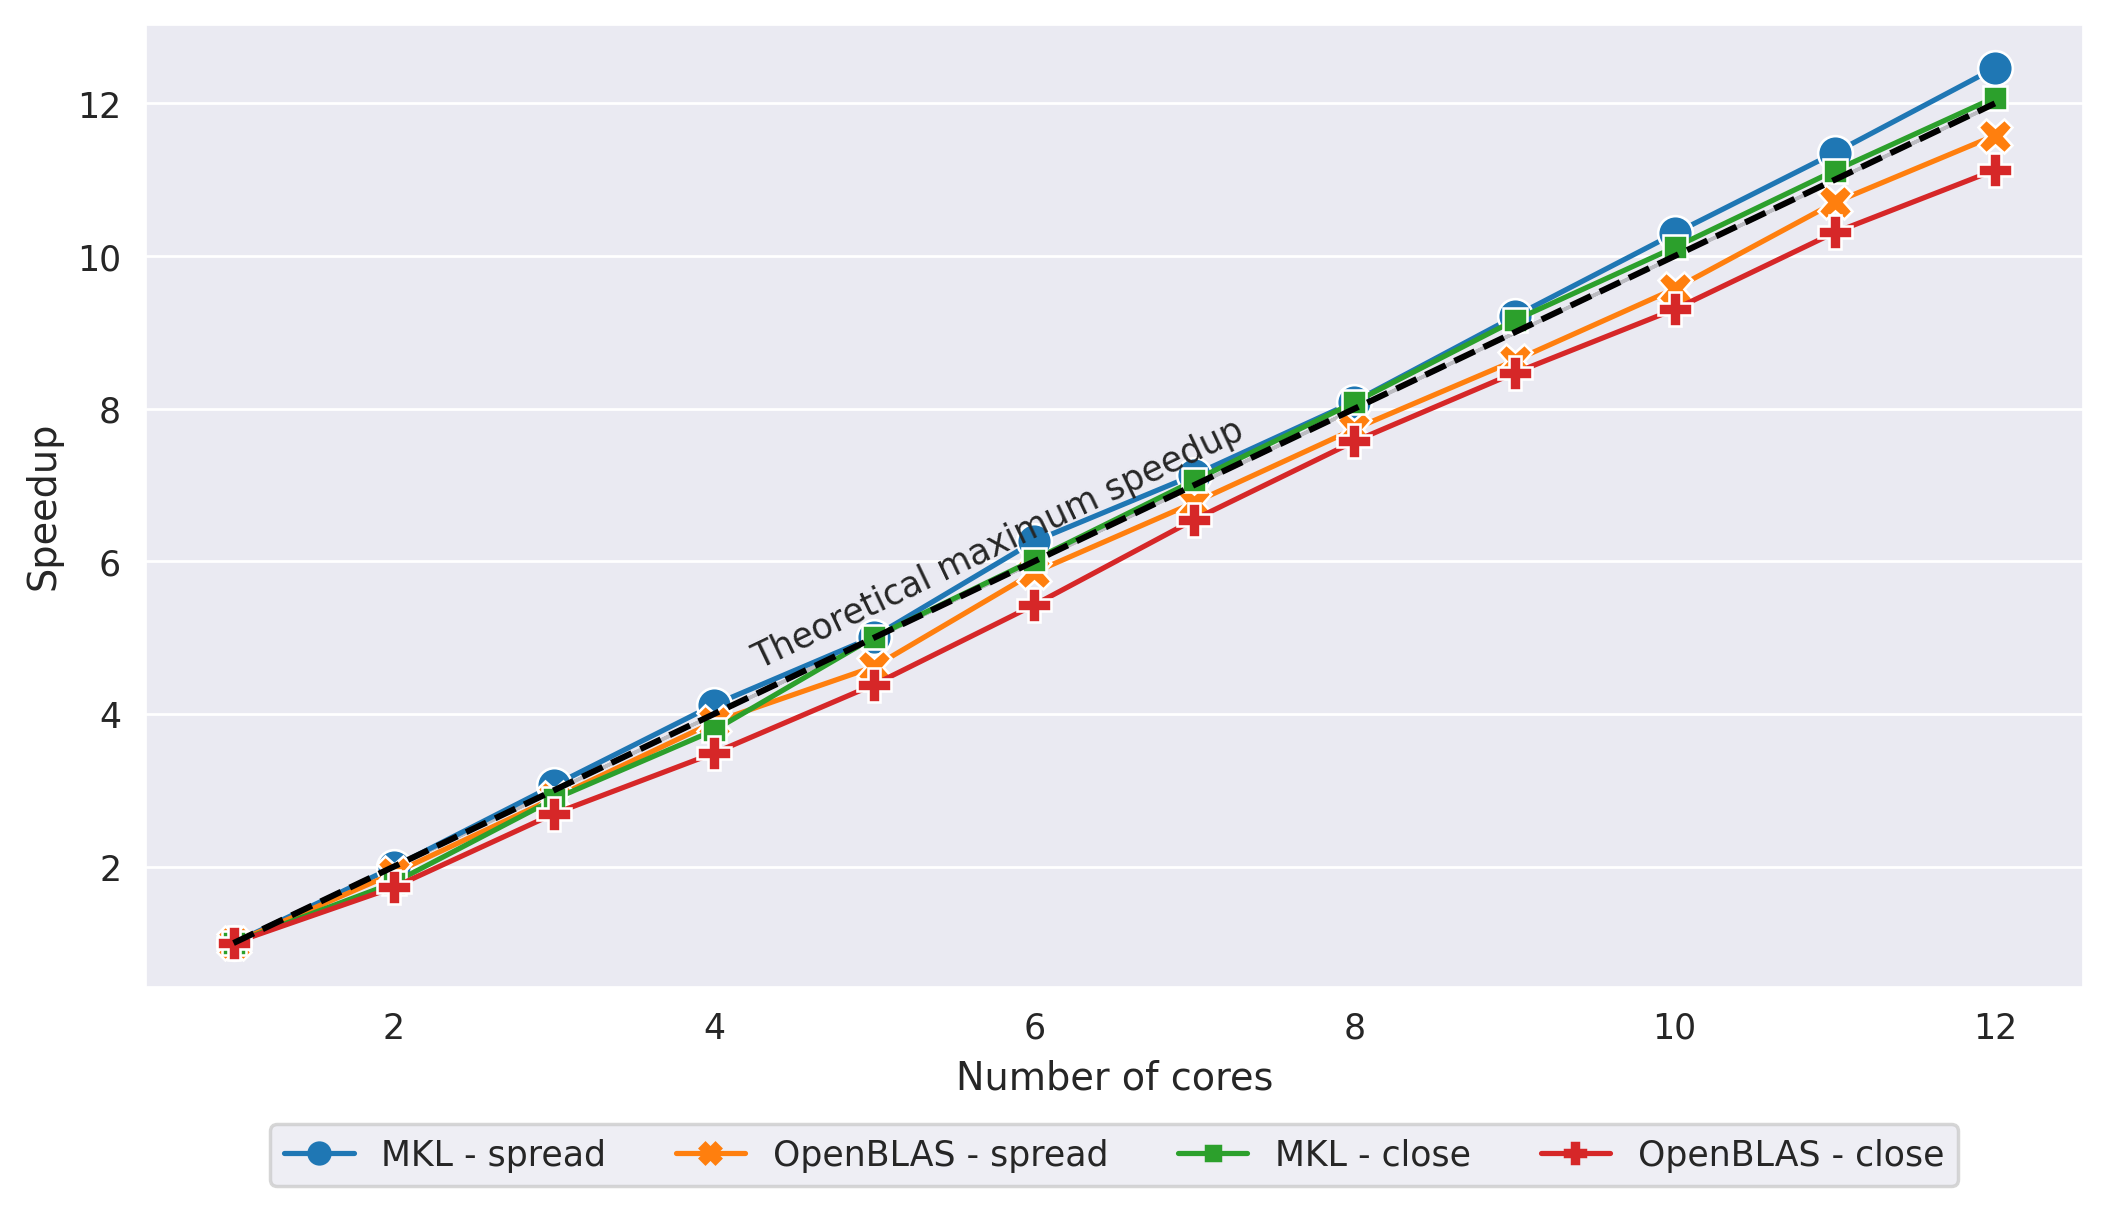 12
10
8
6
4
2
Speedup
Theoretical maximum speedup
2 4 6 8 10 12
Number of cores
MKL - spread OpenBLAS - spread MKL - close OpenBLAS - close